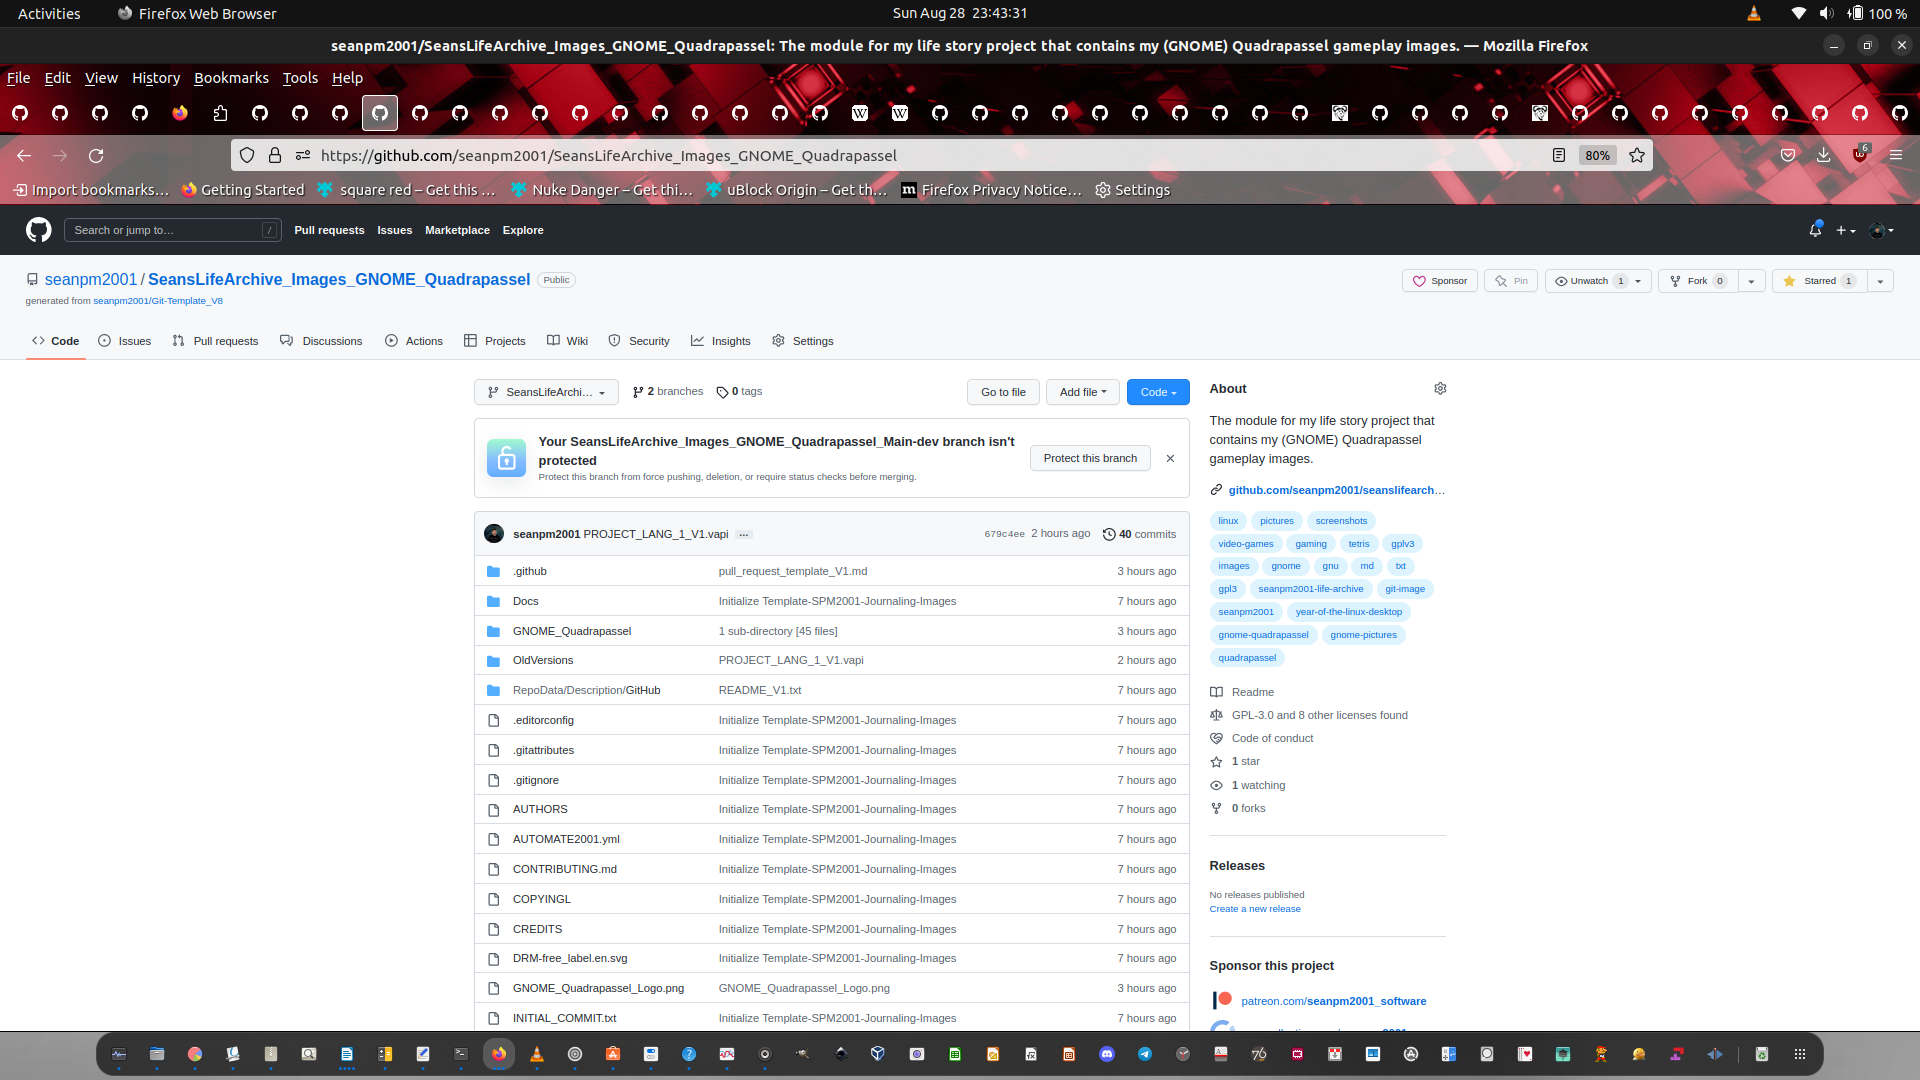 Activities Firefox Web Browser Sun Aug 28 23:43:31 100 %
seanpm2001/SeansLifeArchive_Images_GNOME_Quadrapassel: The module for my life story project that contains my (GNOME) Quadrapassel gameplay images. — Mozilla Firefox
File Edit View History Bookmarks Tools Help
https://github.com/seanpm2001/SeansLifeArchive_Images_GNOME_Quadrapassel 80% 6
Import bookmarks… Getting Started square red – Get this … Nuke Danger – Get thi… uBlock Origin – Get th… Firefox Privacy Notice… Settings
Search or jump to… / Pull requests Issues Marketplace Explore
seanpm2001 / SeansLifeArchive_Images_GNOME_Quadrapassel Public Sponsor Pin Unwatch 1 Fork 0 Starred 1
generated from seanpm2001/Git-Template_V8
Code Issues Pull requests Discussions Actions Projects Wiki Security Insights Settings
SeansLifeArchi… 2 branches 0 tags Go to file Add file Code
Your SeansLifeArchive_Images_GNOME_Quadrapassel_Main-dev branch isn't
protected
Protect this branch from force pushing, deletion, or require status checks before merging.
Protect this branch
seanpm2001 PROJECT_LANG_1_V1.vapi … 679c4ee 2 hours ago 40 commits
.github pull_request_template_V1.md 3 hours ago
Docs Initialize Template-SPM2001-Journaling-Images 7 hours ago
GNOME_Quadrapassel 1 sub-directory [45 files] 3 hours ago
OldVersions PROJECT_LANG_1_V1.vapi 2 hours ago
RepoData/Description/GitHub README_V1.txt 7 hours ago
.editorconfig Initialize Template-SPM2001-Journaling-Images 7 hours ago
.gitattributes Initialize Template-SPM2001-Journaling-Images 7 hours ago
.gitignore Initialize Template-SPM2001-Journaling-Images 7 hours ago
AUTHORS Initialize Template-SPM2001-Journaling-Images 7 hours ago
AUTOMATE2001.yml Initialize Template-SPM2001-Journaling-Images 7 hours ago
CONTRIBUTING.md Initialize Template-SPM2001-Journaling-Images 7 hours ago
COPYINGL Initialize Template-SPM2001-Journaling-Images 7 hours ago
CREDITS Initialize Template-SPM2001-Journaling-Images 7 hours ago
DRM-free_label.en.svg Initialize Template-SPM2001-Journaling-Images 7 hours ago
GNOME_Quadrapassel_Logo.png GNOME_Quadrapassel_Logo.png 3 hours ago
INITIAL_COMMIT.txt Initialize Template-SPM2001-Journaling-Images 7 hours ago
About
The module for my life story project that
contains my (GNOME) Quadrapassel
gameplay images.
github.com/seanpm2001/seanslifearch…
linux pictures screenshots
video-games gaming tetris gplv3
images gnome gnu md txt
gpl3 seanpm2001-life-archive git-image
seanpm2001 year-of-the-linux-desktop
gnome-quadrapassel gnome-pictures
quadrapassel
Readme
GPL-3.0 and 8 other licenses found
Code of conduct
1 star
1 watching
0 forks
Releases
No releases published
Create a new release
Sponsor this project
patreon.com/seanpm2001_software